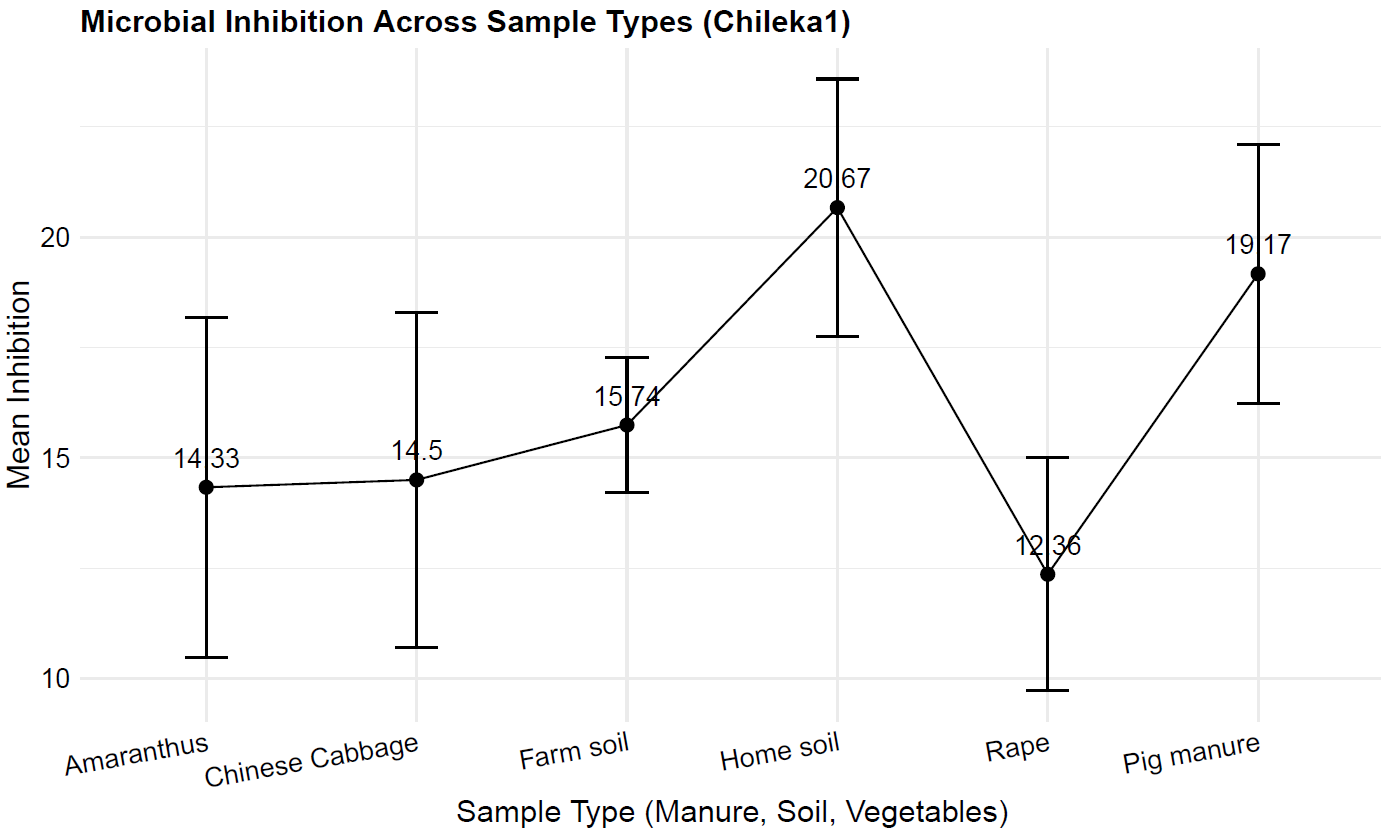 Microbial Inhibition Across Sample Types (Chileka1)
Mean Inhibition
20
15
10
14.33
14.5
15.74
20.67
12.36
19.17
Amaranthus
Chinese Cabbage
Farm soil
Home soil
Rape
Pig manure
Sample Type (Manure, Soil, Vegetables)